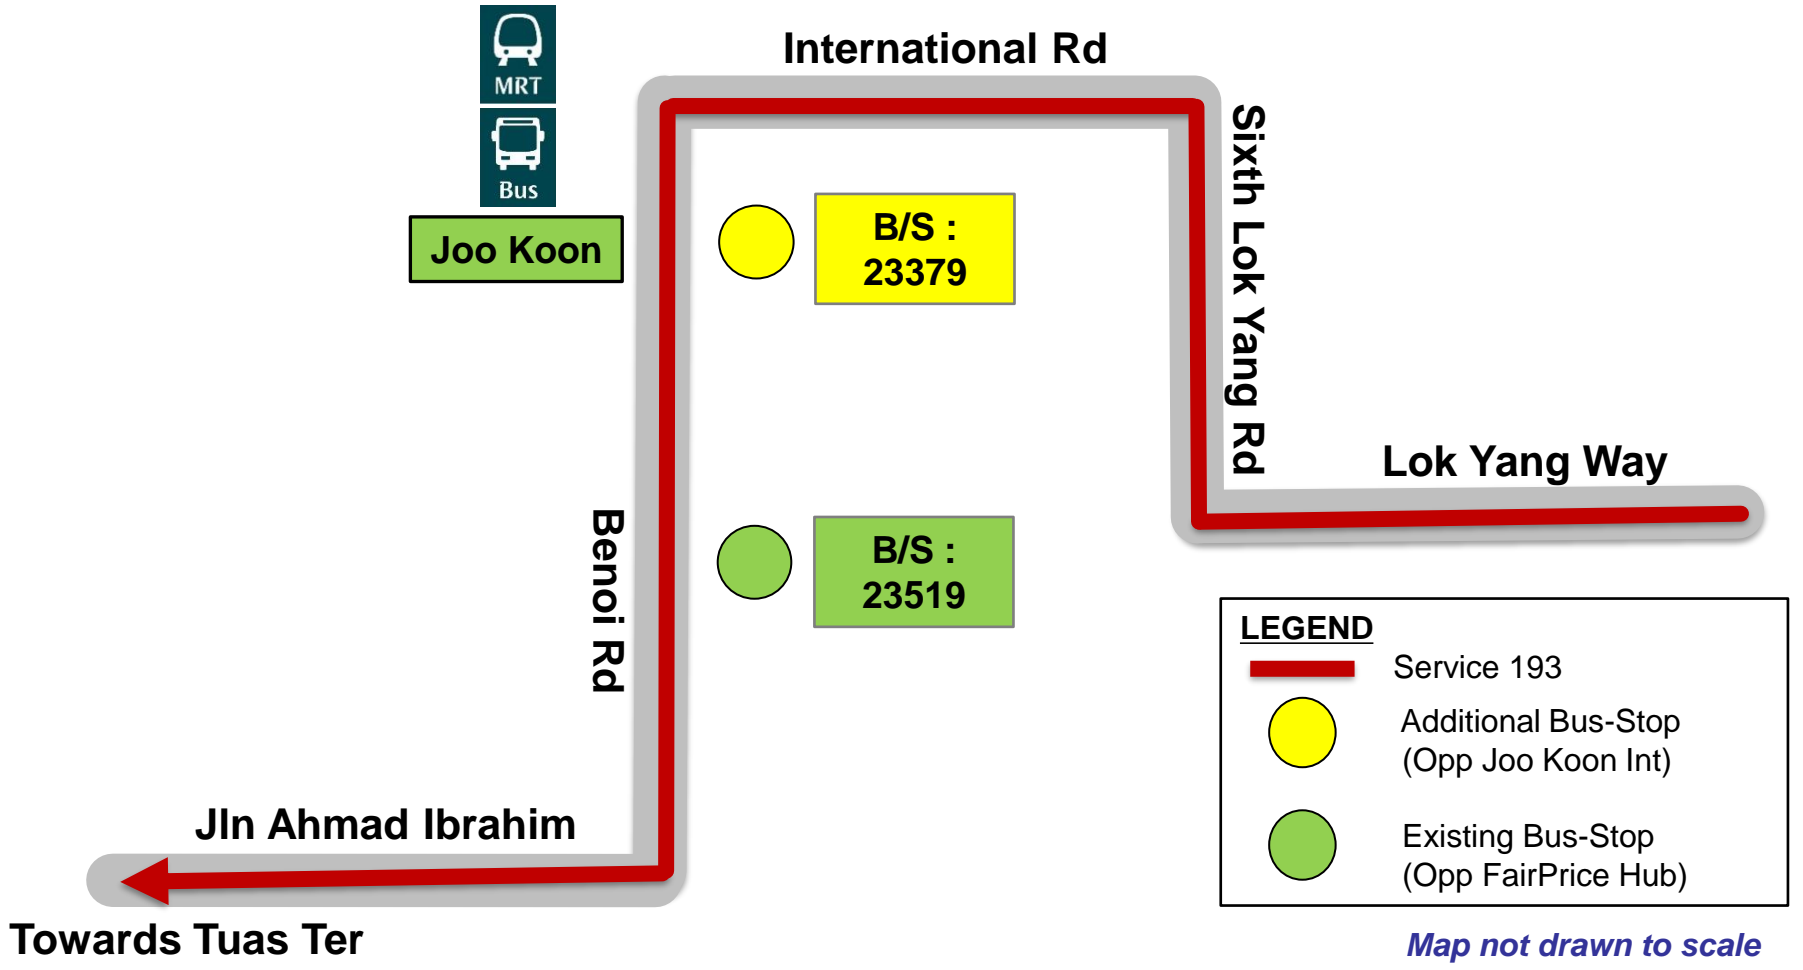 MRT
Bus
Joo Koon
International Rd
Sixth Lok Yang Rd
B/S :
23379
Lok Yang Way
Benoi Rd
B/S :
23519
LEGEND
Service 193
Additional Bus-Stop
(Opp Joo Koon Int)
Existing Bus-Stop
(Opp FairPrice Hub)
Jln Ahmad Ibrahim
Towards Tuas Ter
Map not drawn to scale